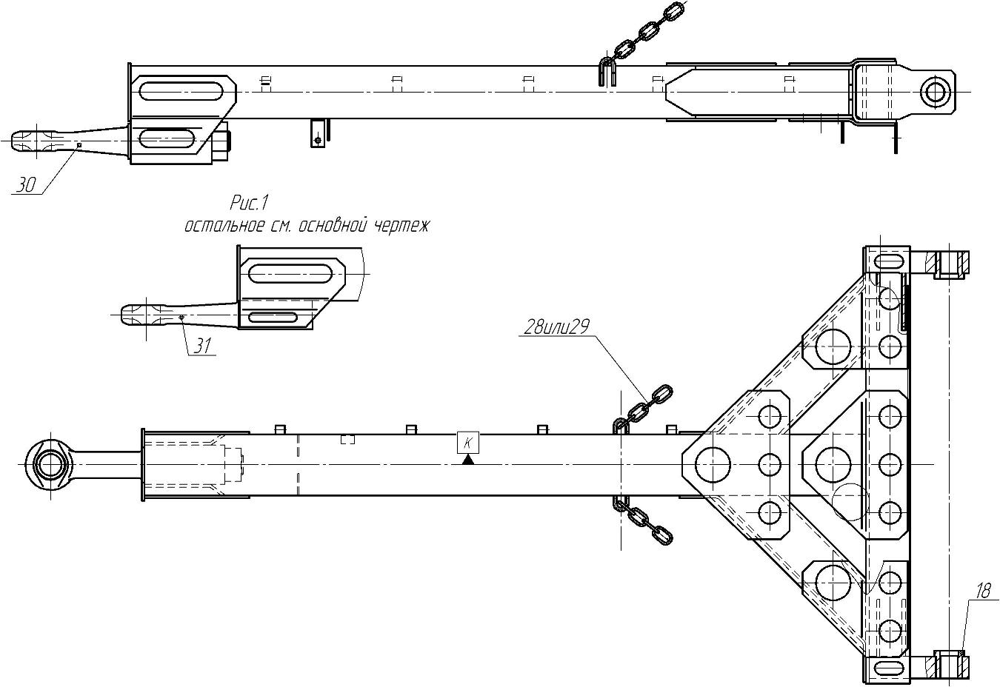 30
Рис.1
остальное см. основной чертеж
31
28или29
К
18